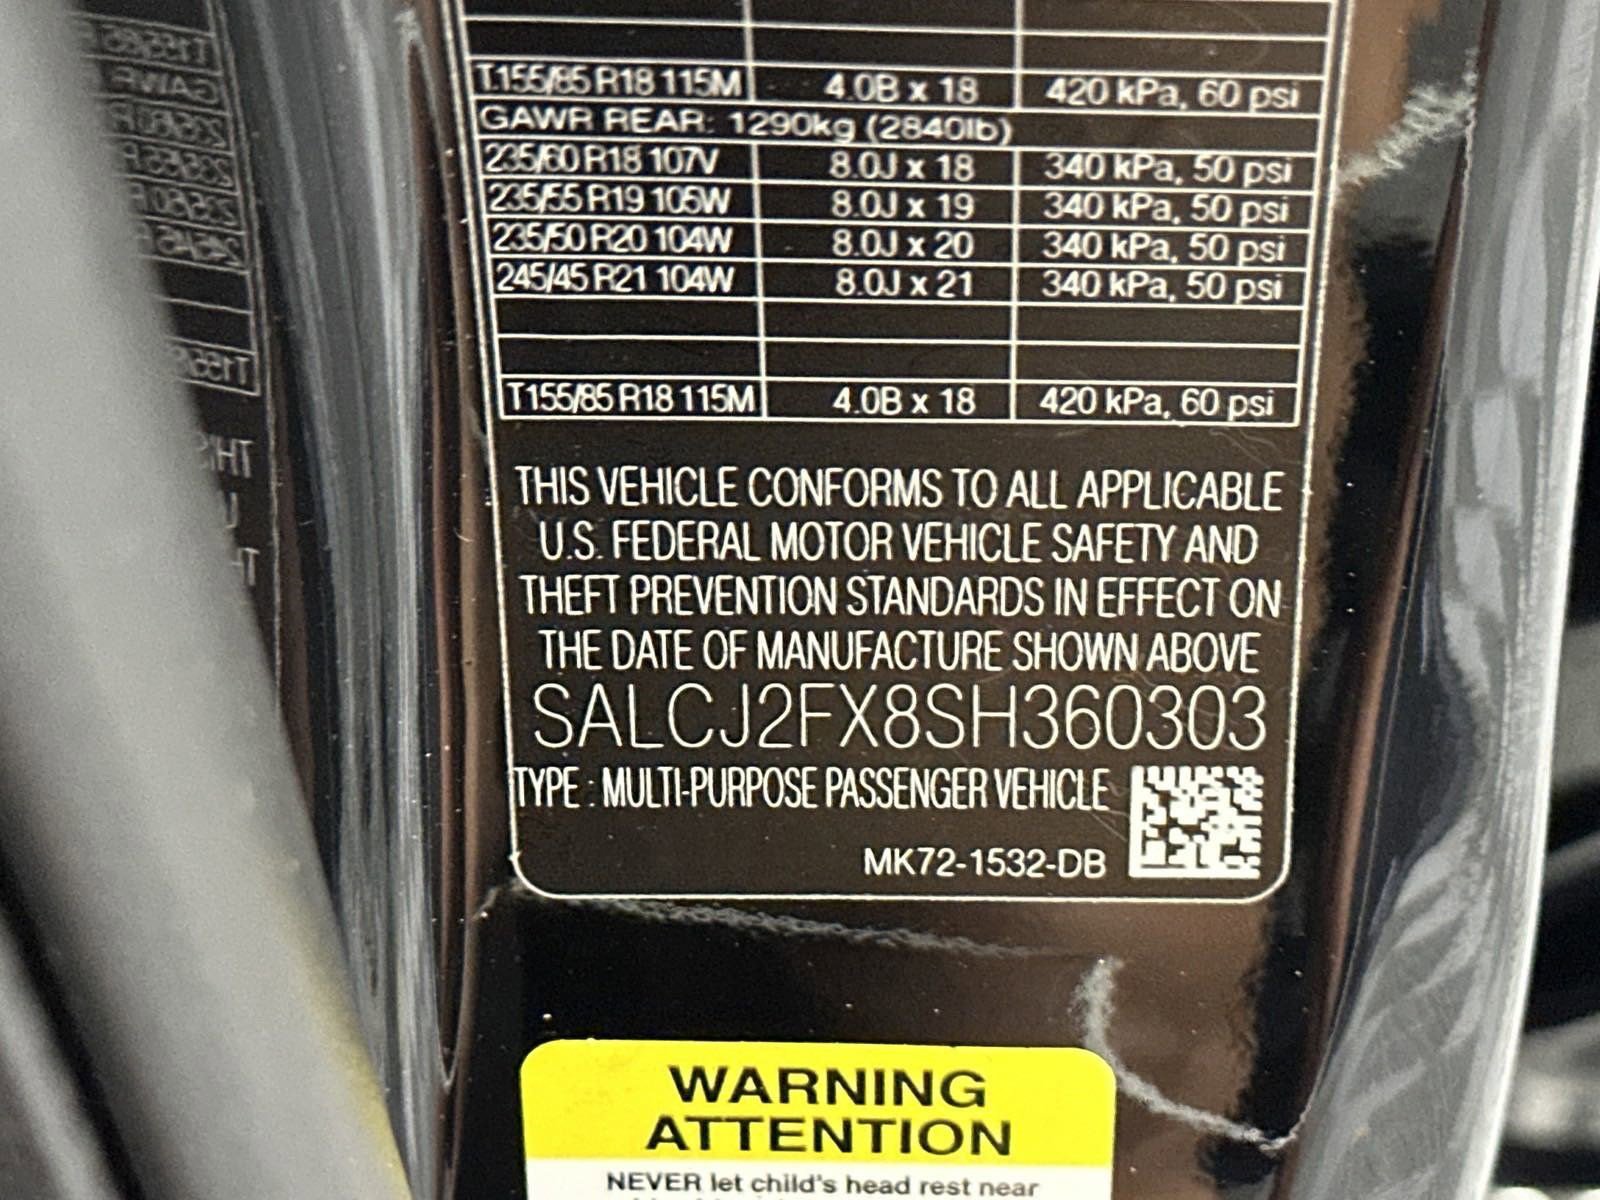 T155/85 R18 115M 4.0B x 18 420 kPa, 60 psi
GAWR REAR: 1290kg (2840lb)
235/60 R18 107V 8.0J x 18 340 kPa, 50 psi
235/55 R19 105W 8.0J x 19 340 kPa, 50 psi
235/50 R20 104W 8.0J x 20 340 kPa, 50 psi
245/45 R21 104W 8.0J x 21 340 kPa, 50 psi
T155/85 R18 115M 4.0B x 18 420 kPa, 60 psi
THIS VEHICLE CONFORMS TO ALL APPLICABLE
U.S. FEDERAL MOTOR VEHICLE SAFETY AND
THEFT PREVENTION STANDARDS IN EFFECT ON
THE DATE OF MANUFACTURE SHOWN ABOVE
SALCJ2FX8SH360303
TYPE : MULTI-PURPOSE PASSENGER VEHICLE
MK72-1532-DB
WARNING
ATTENTION
NEVER let child's head rest near